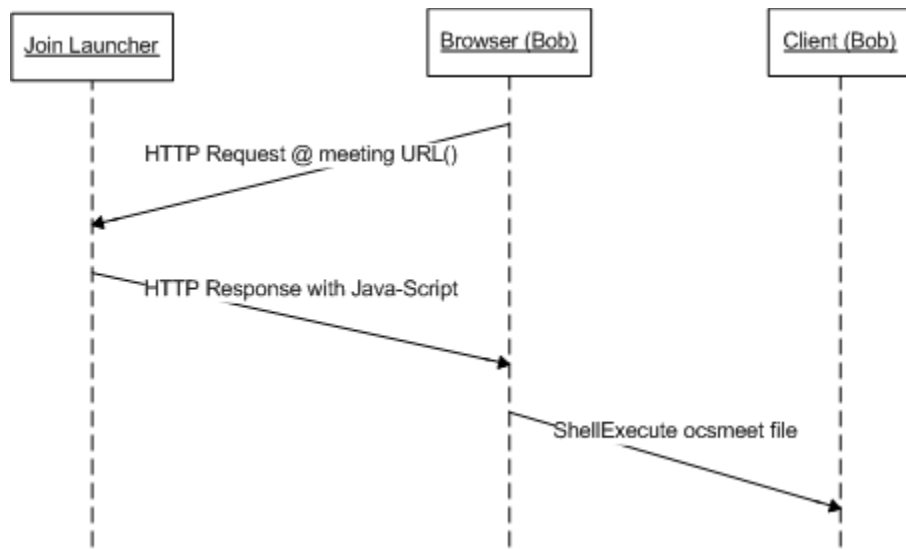 Join Launcher
Browser (Bob)
Client (Bob)
HTTP Request @ meeting URL()
HTTP Response with Java-Script
ShellExecute ocsmeet file